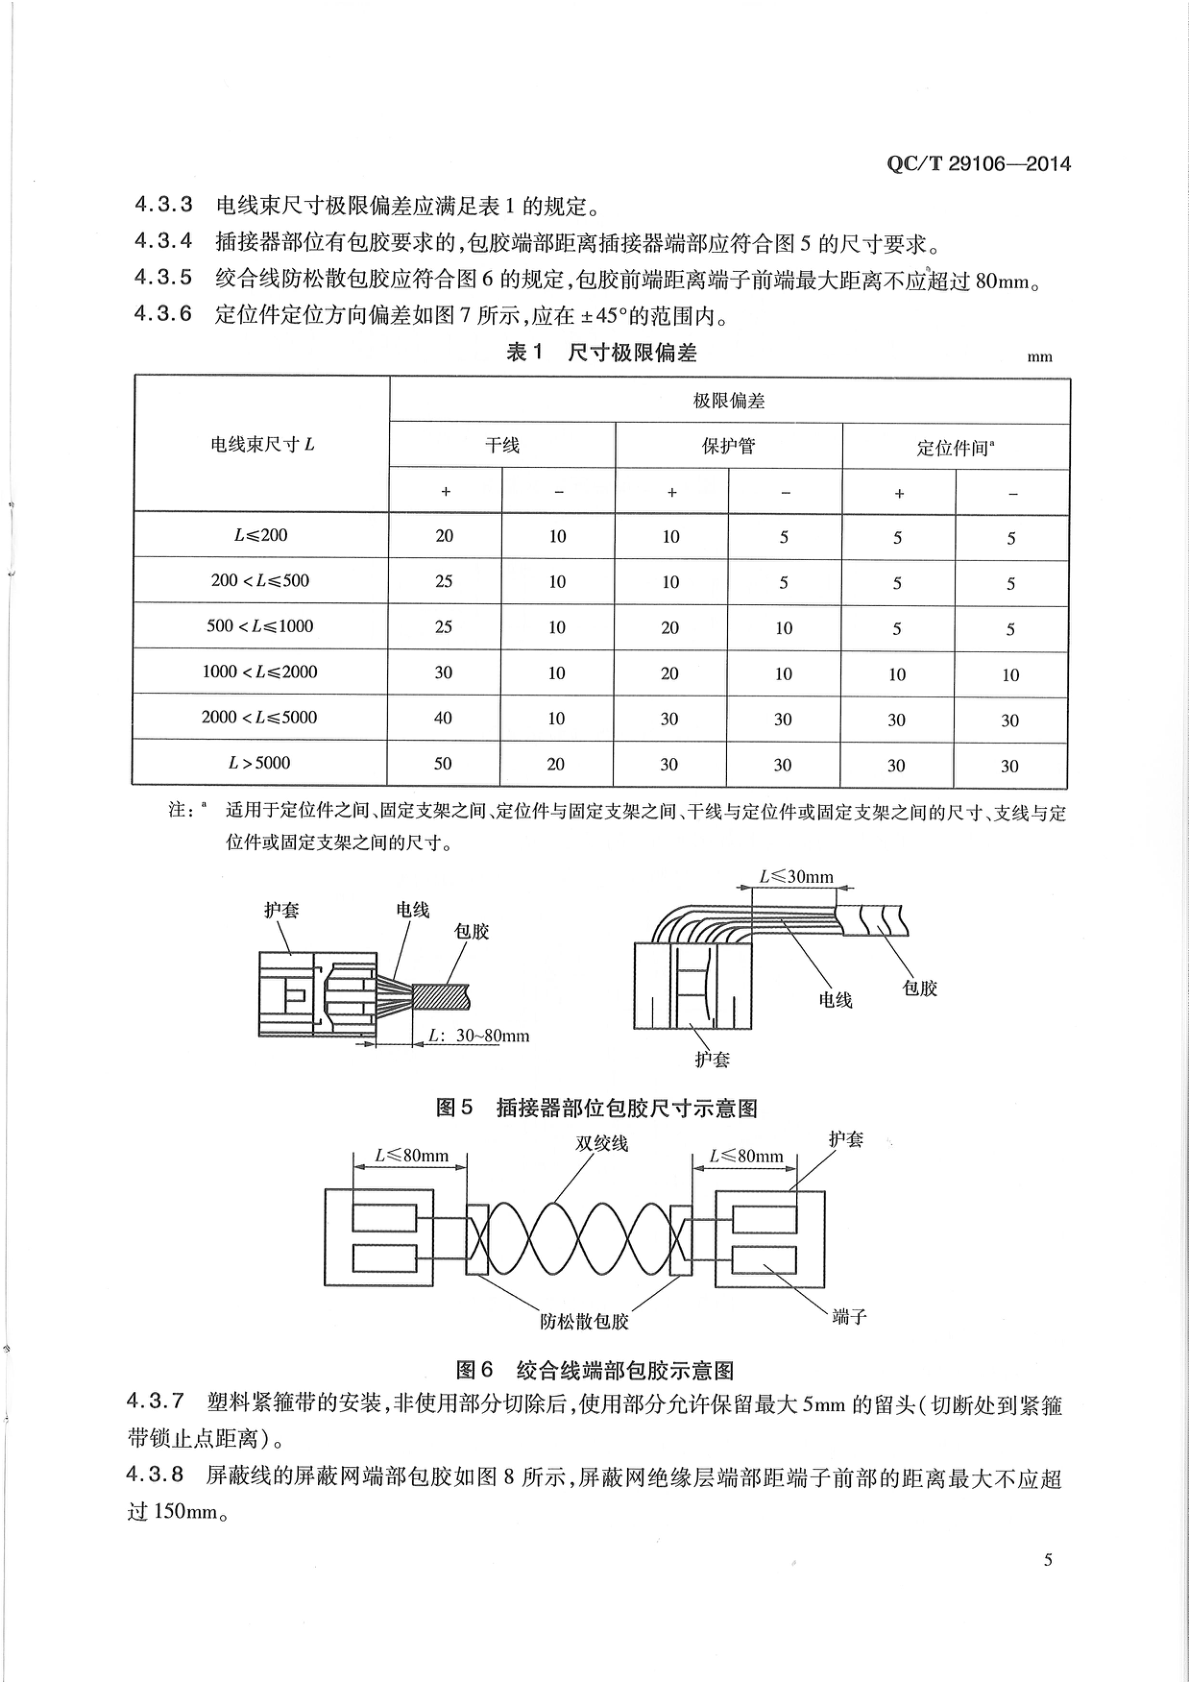 QC/T 29106—2014
4.3.3 电线束尺寸极限偏差应满足表 1 的规定。
4.3.4 插接器部位有包胶要求的,包胶端部距离插接器端部应符合图 5 的尺寸要求。
4.3.5 绞合线防松散包胶应符合图 6 的规定,包胶前端距离端子前端最大距离不应超过 80mm。
4.3.6 定位件定位方向偏差如图 7 所示,应在 ±45°的范围内。
表 1 尺寸极限偏差
mm
电线束尺寸 L
极限偏差
干线 保护管 定位件间ª
+ - + - + -
L≤200 20 10 10 5 5 5
200<L≤500 25 10 10 5 5 5
500<L≤1000 25 10 20 10 5 5
1000<L≤2000 30 10 20 10 10 10
2000<L≤5000 40 10 30 30 30 30
L>5000 50 20 30 30 30 30
注:ª 适用于定位件之间、固定支架之间、定位件与固定支架之间、干线与定位件或固定支架之间的尺寸、支线与定
位件或固定支架之间的尺寸。
护套
电线
包胶
L: 30~80mm
L≤30mm
电线
包胶
护套
图 5 插接器部位包胶尺寸示意图
L≤80mm
双绞线
L≤80mm
护套
防松散包胶
端子
图 6 绞合线端部包胶示意图
4.3.7 塑料紧箍带的安装,非使用部分切除后,使用部分允许保留最大 5mm 的留头(切断处到紧箍
带锁止点距离)。
4.3.8 屏蔽线的屏蔽网端部包胶如图 8 所示,屏蔽网绝缘层端部距端子前部的距离最大不应超
过 150mm。
5